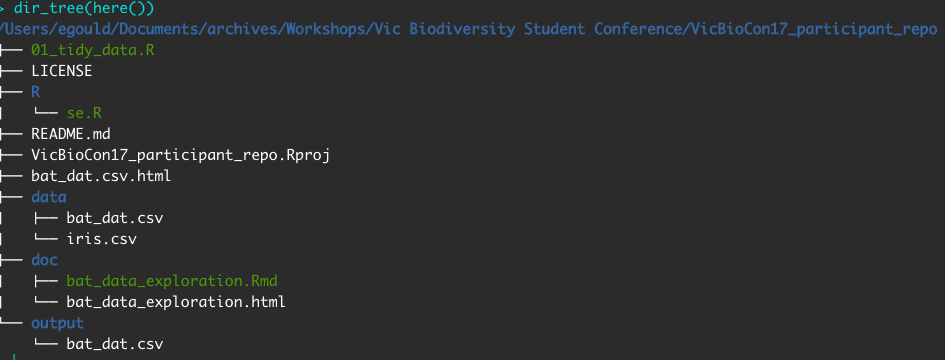 > dir_tree(here())
/Users/egould/Documents/archives/Workshops/Vic Biodiversity Student Conference/VicBioCon17_participant_repo
├── 01_tidy_data.R
├── LICENSE
├── R
│   └── se.R
├── README.md
├── VicBioCon17_participant_repo.Rproj
├── bat_dat.csv.html
├── data
│   ├── bat_dat.csv
│   └── iris.csv
├── doc
│   ├── bat_data_exploration.Rmd
│   └── bat_data_exploration.html
└── output
    └── bat_dat.csv